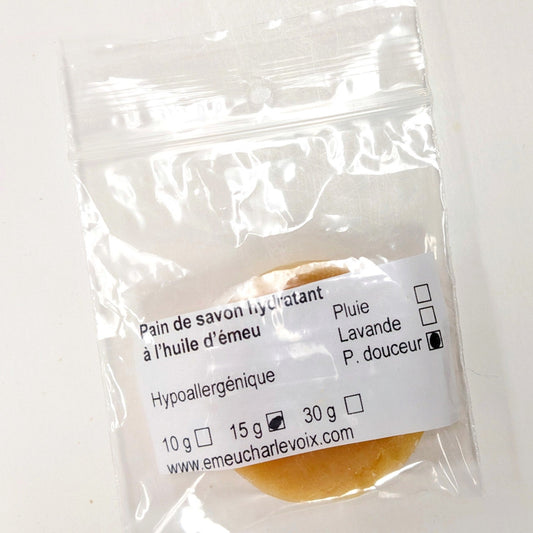 Pain de savon hydratant
à l'huile d'émeu
Pluie
Lavande
P. douceur
Hypoallergénique
10 g 15 g 30 g
www.emeucharlevoix.com